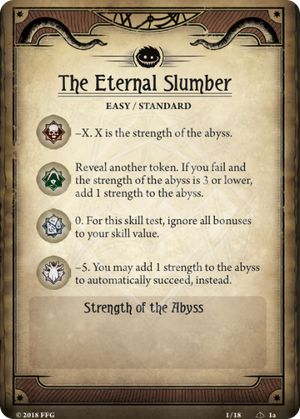 The Eternal Slumber
EASY / STANDARD
–X. X is the strength of the abyss.
Reveal another token. If you fail and
the strength of the abyss is 3 or lower,
add 1 strength to the abyss.
0. For this skill test, ignore all bonuses
to your skill value.
–5. You may add 1 strength to the abyss
to automatically succeed, instead.
Strength of the Abyss
© 2018 FFG 1/18 1a